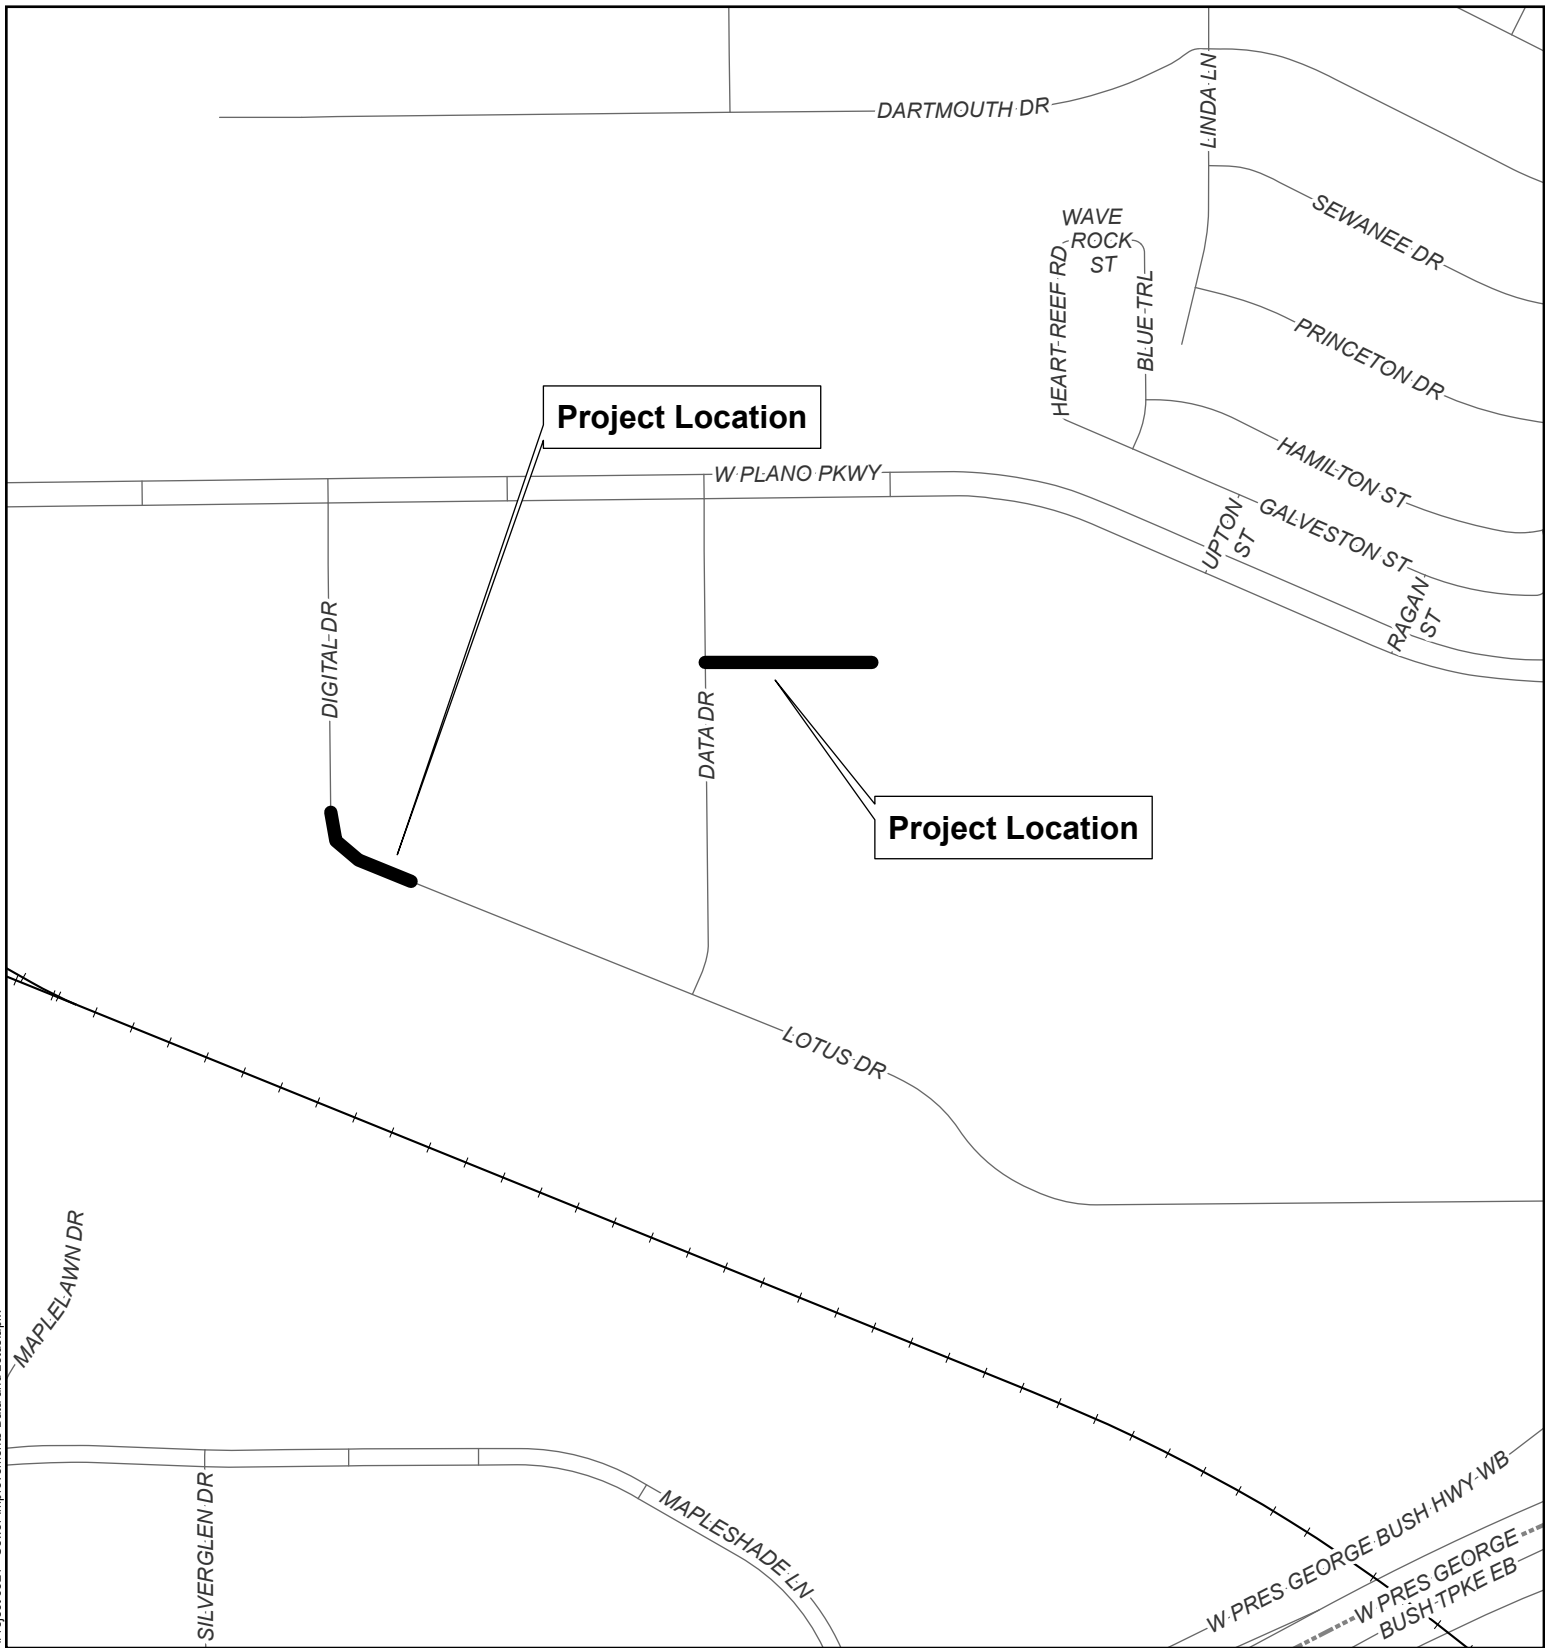 DARTMOUTH DR
LINDA LN
SEWANEE DR
WAVE
ROCK
ST
HEART REEF RD
BLUE TRL
PRINCETON DR
Project Location
W PLANO PKWY
HAMILTON ST
GALVESTON ST
UPTON
ST
RAGAN
ST
DIGITAL DR
DATA DR
Project Location
LOTUS DR
MAPLELAWN DR
SILVERGLEN DR
MAPLESHADE LN
W PRES GEORGE BUSH HWY WB
W PRES GEORGE
BUSH TPKE EB